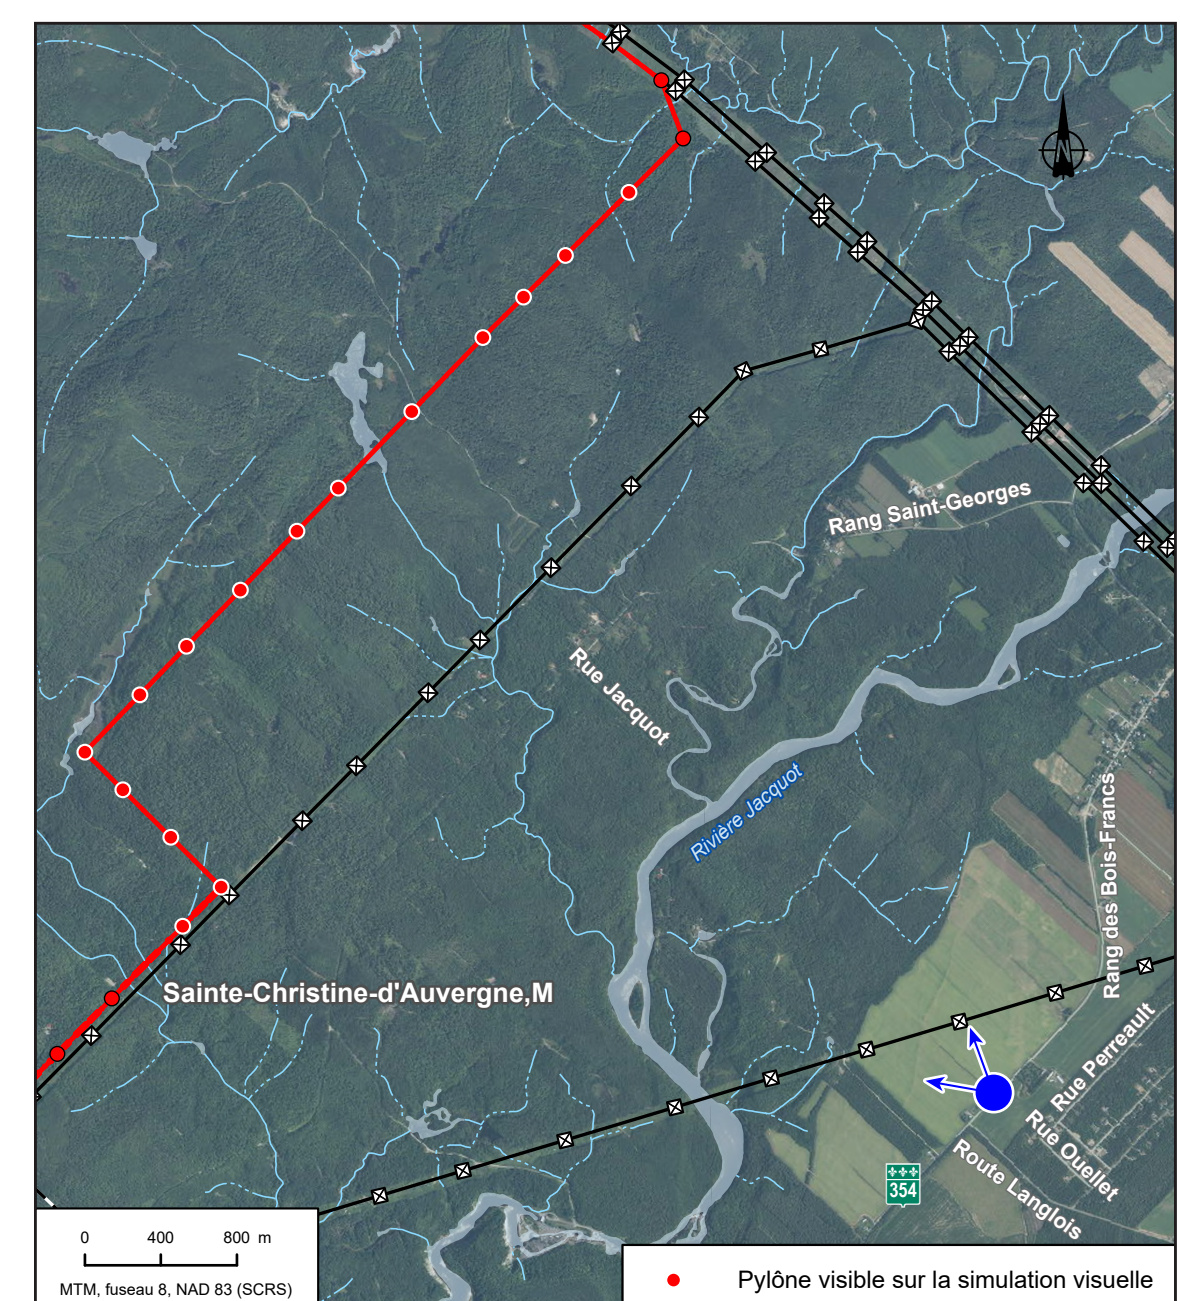 N
Rang Saint-Georges
Rue Jacquot
Rivière Jacquot
Rang des Bois-Francs
Sainte-Christine-d'Auvergne,M
Rue Perreault
Rue Ouellet
Route Langlois
354
0 400 800 m
MTM, fuseau 8, NAD 83 (SCRS)
Pylône visible sur la simulation visuelle